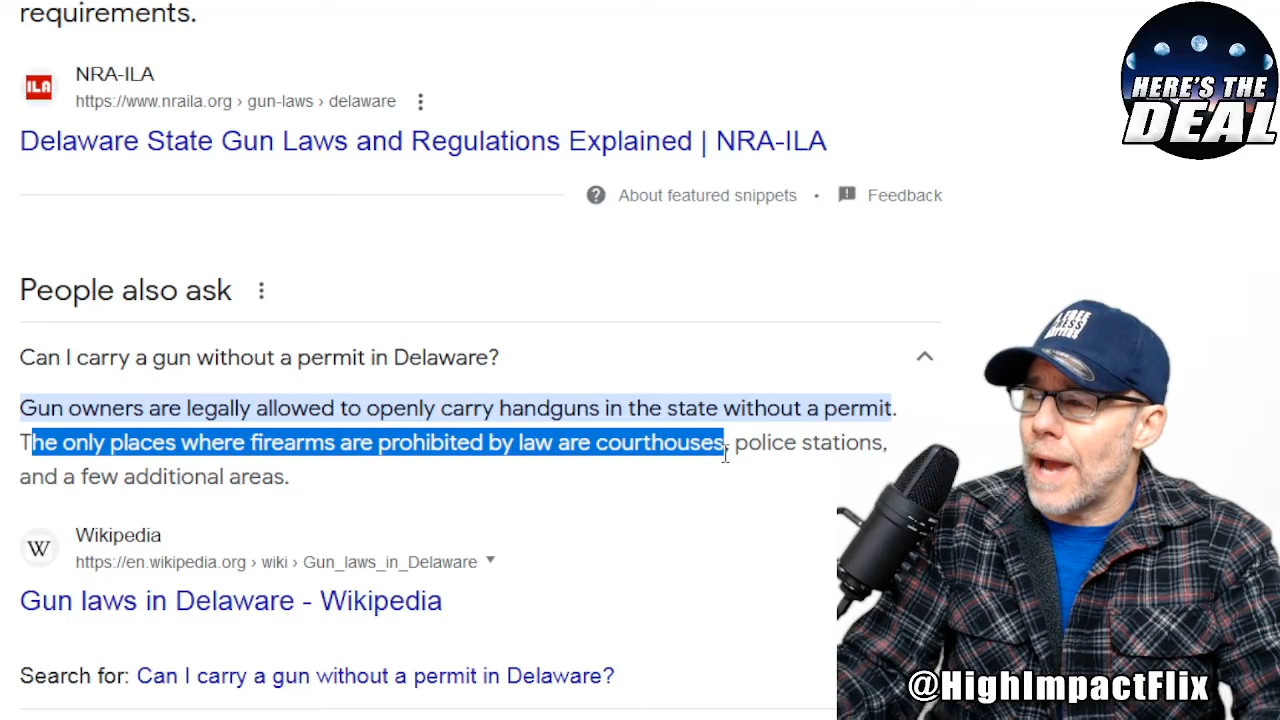 requirements.
NRA-ILA
https://www.nraila.org › gun-laws › delaware
Delaware State Gun Laws and Regulations Explained | NRA-ILA
About featured snippets • Feedback
People also ask
Can I carry a gun without a permit in Delaware?
Gun owners are legally allowed to openly carry handguns in the state without a permit.
The only places where firearms are prohibited by law are courthouses, police stations,
and a few additional areas.
Wikipedia
https://en.wikipedia.org › wiki › Gun_laws_in_Delaware
Gun laws in Delaware - Wikipedia
Search for: Can I carry a gun without a permit in Delaware?
HERE'S THE
DEAL
ILA
W
@HighImpactFlix